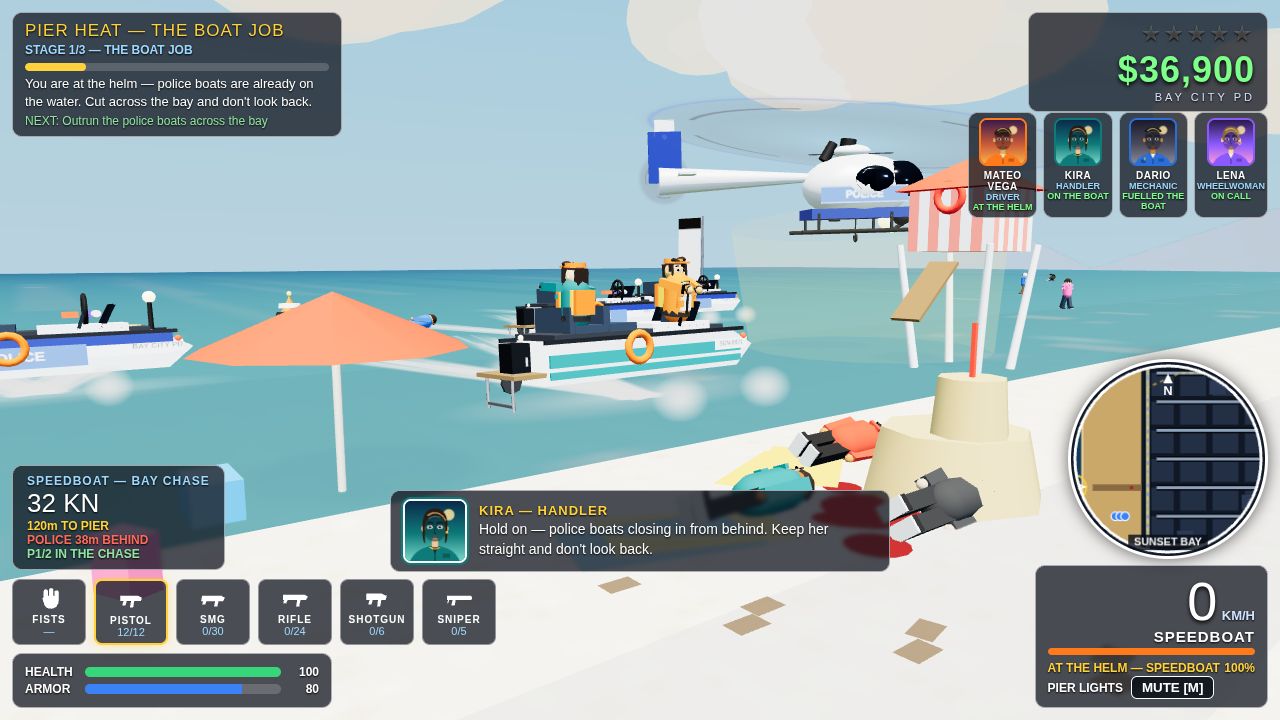 PIER HEAT — THE BOAT JOB
STAGE 1/3 — THE BOAT JOB
You are at the helm — police boats are already on
the water. Cut across the bay and don't look back.
NEXT: Outrun the police boats across the bay
★★★★★
$36,900
BAY CITY PD
MATEO
VEGA
DRIVER
AT THE HELM
KIRA
HANDLER
ON THE BOAT
DARIO
MECHANIC
FUELLED THE
BOAT
LENA
WHEELWOMAN
ON CALL
POLICE
POLICE
BAY CITY PD
N
SUNSET BAY
SPEEDBOAT — BAY CHASE
32 KN
120m TO PIER
POLICE 38m BEHIND
P1/2 IN THE CHASE
KIRA — HANDLER
Hold on — police boats closing in from behind. Keep her
straight and don't look back.
FISTS
—
PISTOL
12/12
SMG
0/30
RIFLE
0/24
SHOTGUN
0/6
SNIPER
0/5
HEALTH 100
ARMOR 80
0 KM/H
SPEEDBOAT
AT THE HELM — SPEEDBOAT 100%
PIER LIGHTS MUTE [M]